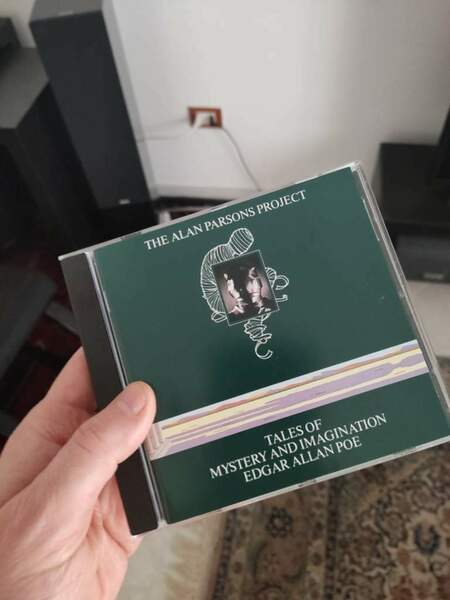 THE ALAN PARSONS PROJECT
TALES OF
MYSTERY AND IMAGINATION
EDGAR ALLAN POE